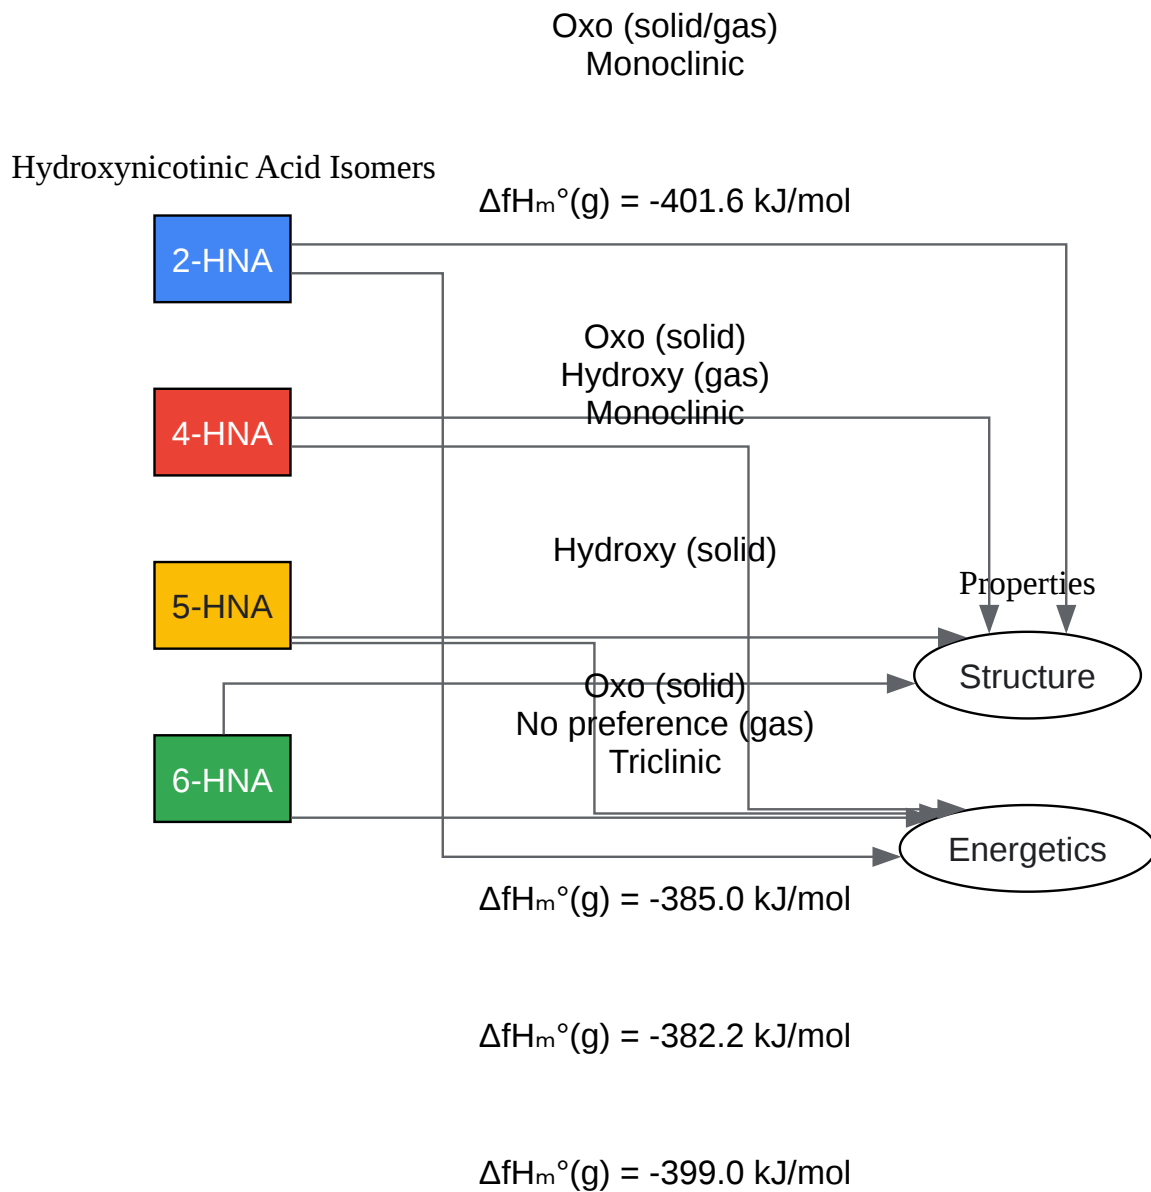 Oxo (solid/gas)
Monoclinic
Hydroxynicotinic Acid Isomers
ΔfHₘ°(g) = -401.6 kJ/mol
2-HNA
Oxo (solid)
Hydroxy (gas)
Monoclinic
4-HNA
Hydroxy (solid)
Properties
5-HNA
Structure
Oxo (solid)
No preference (gas)
Triclinic
6-HNA
Energetics
ΔfHₘ°(g) = -385.0 kJ/mol
ΔfHₘ°(g) = -382.2 kJ/mol
ΔfHₘ°(g) = -399.0 kJ/mol